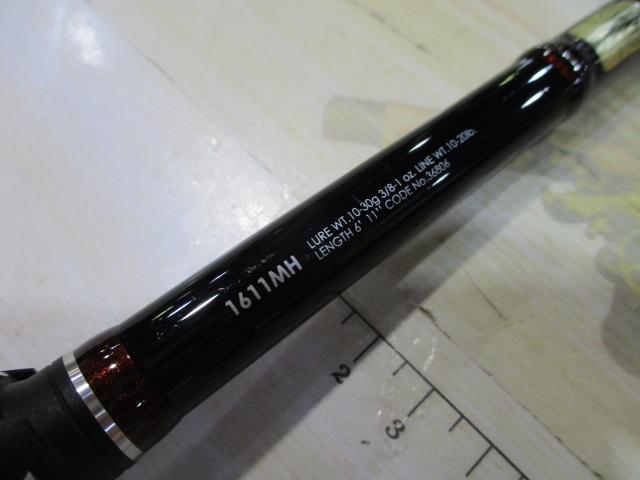 1611MH
LURE WT.10-30g 3/8-1 oz. LINE WT.10-20lb.
LENGTH 6' 11" CODE No.36806
2
3